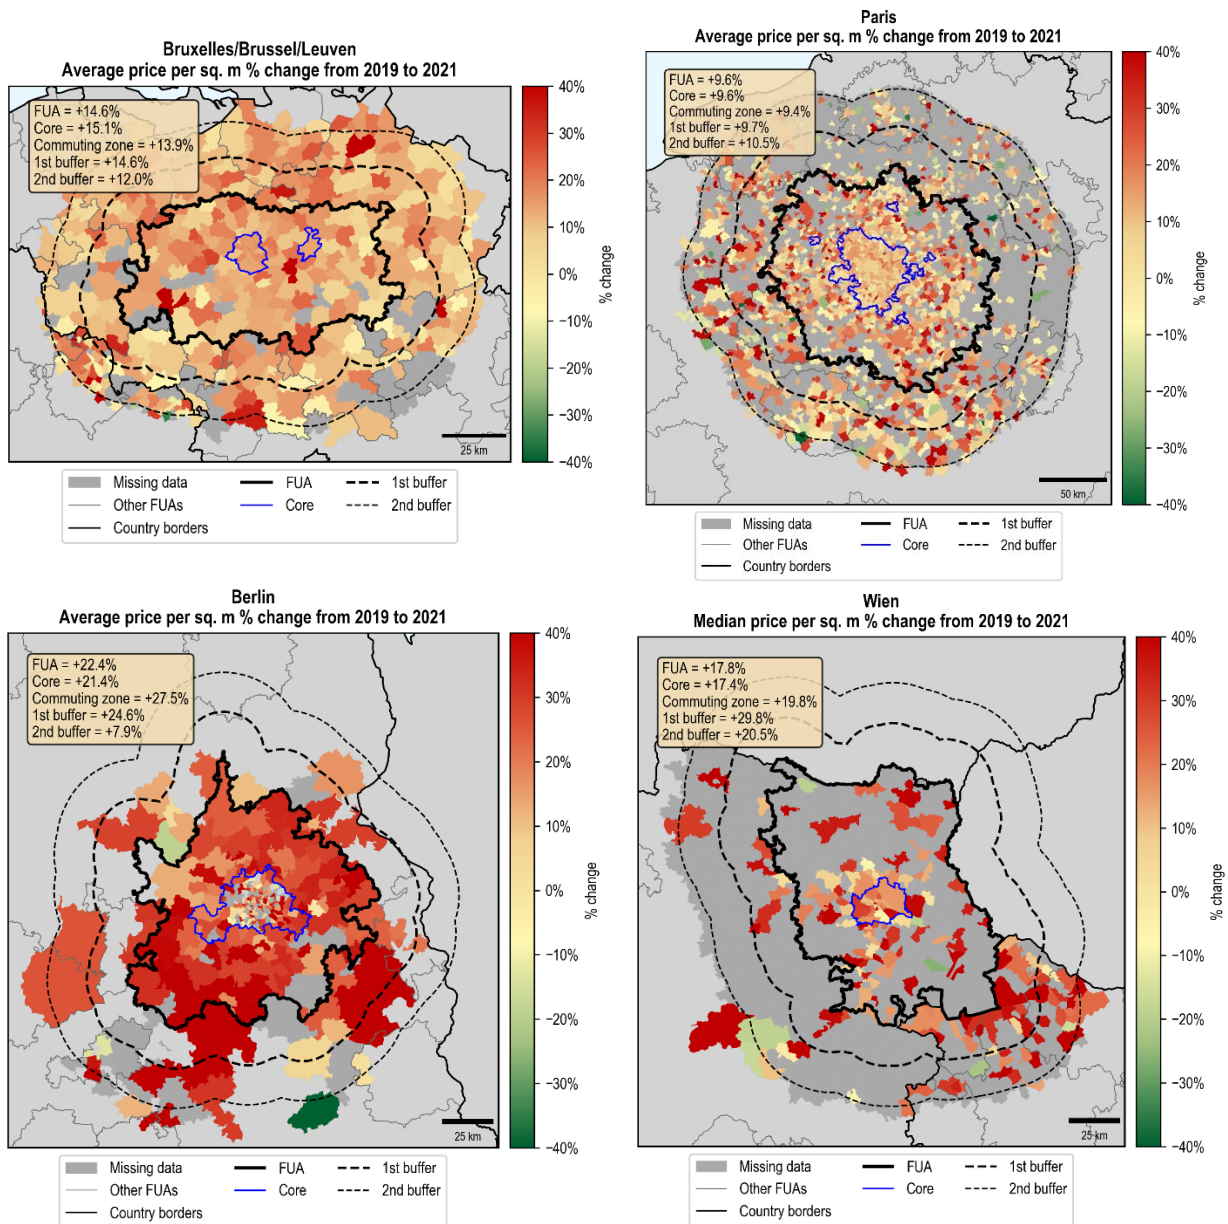 Bruxelles/Brussel/Leuven
Average price per sq. m % change from 2019 to 2021
FUA = +14.6%
Core = +15.1%
Commuting zone = +13.9%
1st buffer = +14.6%
2nd buffer = +12.0%
40%
30%
20%
10%
0%
−10%
−20%
−30%
−40%
% change
25 km
Missing data
FUA
1st buffer
Other FUAs
Core
2nd buffer
Country borders
Paris
Average price per sq. m % change from 2019 to 2021
FUA = +9.6%
Core = +9.6%
Commuting zone = +9.4%
1st buffer = +9.7%
2nd buffer = +10.5%
40%
30%
20%
10%
0%
−10%
−20%
−30%
−40%
% change
50 km
Missing data
FUA
1st buffer
Other FUAs
Core
2nd buffer
Country borders
Berlin
Average price per sq. m % change from 2019 to 2021
FUA = +22.4%
Core = +21.4%
Commuting zone = +27.5%
1st buffer = +24.6%
2nd buffer = +7.9%
40%
30%
20%
10%
0%
−10%
−20%
−30%
−40%
% change
25 km
Missing data
FUA
1st buffer
Other FUAs
Core
2nd buffer
Country borders
Wien
Median price per sq. m % change from 2019 to 2021
FUA = +17.8%
Core = +17.4%
Commuting zone = +19.8%
1st buffer = +29.8%
2nd buffer = +20.5%
40%
30%
20%
10%
0%
−10%
−20%
−30%
−40%
% change
25 km
Missing data
FUA
1st buffer
Other FUAs
Core
2nd buffer
Country borders